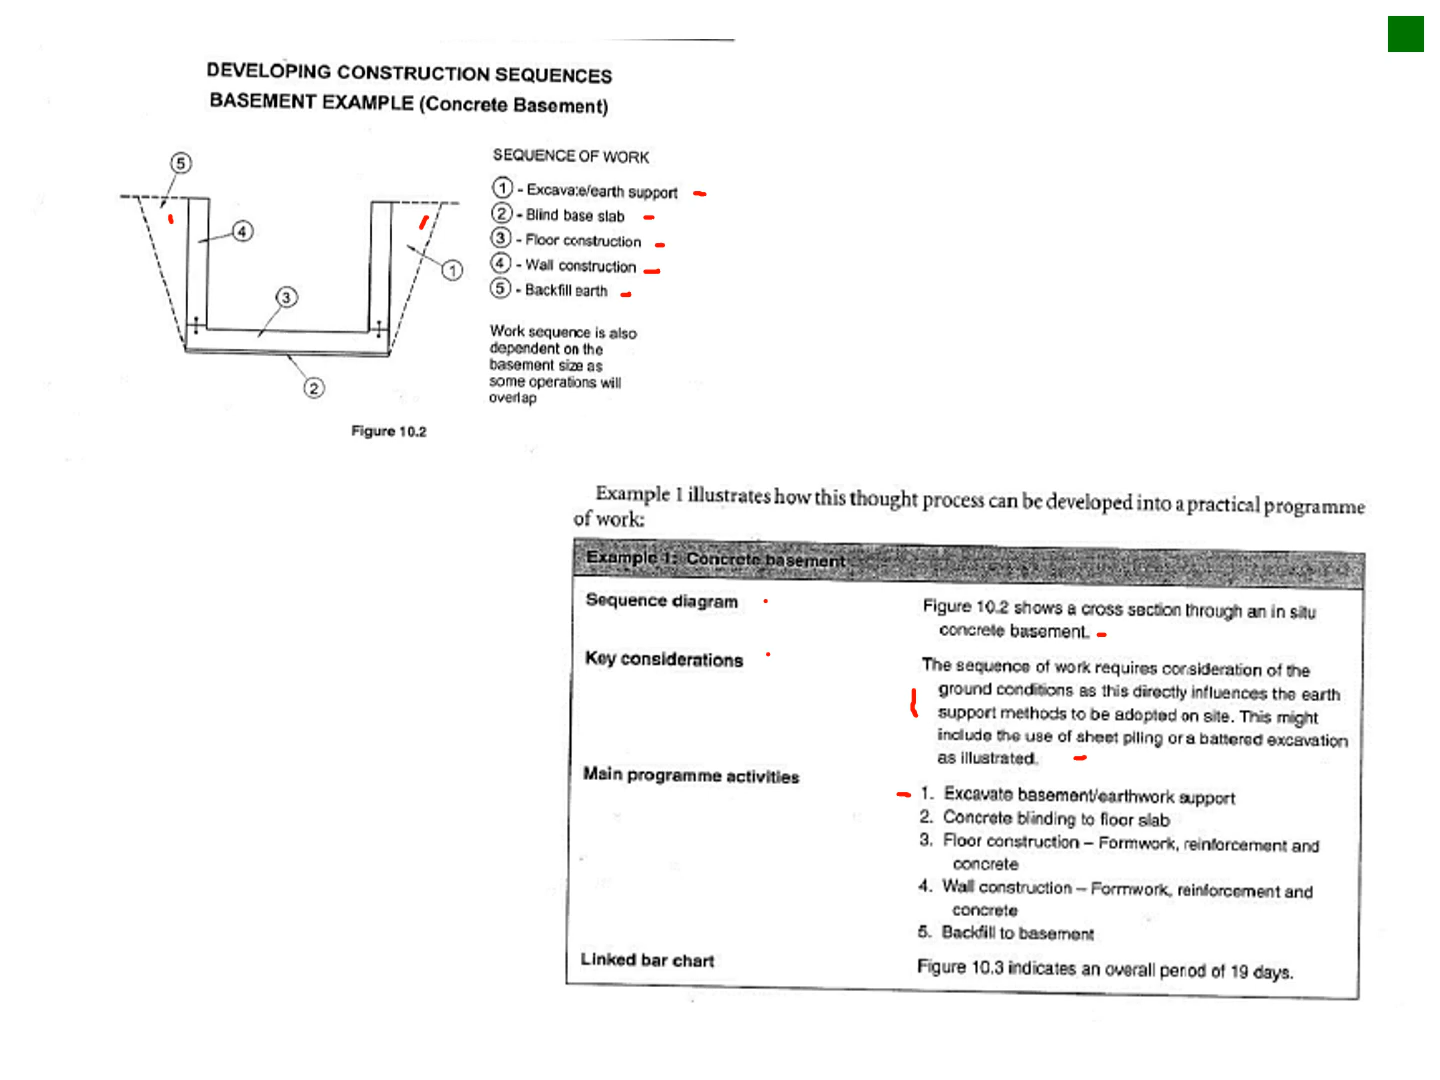 DEVELOPING CONSTRUCTION SEQUENCES
BASEMENT EXAMPLE (Concrete Basement)
SEQUENCE OF WORK
1 - Excavate/earth support
2 - Blind base slab
3 - Floor construction
4 - Wall construction
5 - Backfill earth
Work sequence is also
dependent on the
basement size as
some operations will
overlap
5
4
1
3
2
Figure 10.2
Example 1 illustrates how this thought process can be developed into a practical programme
of work:
Example 1: Concrete basement
Sequence diagram
Figure 10.2 shows a cross section through an in situ
concrete basement.
Key considerations
The sequence of work requires consideration of the
ground conditions as this directly influences the earth
support methods to be adopted on site. This might
include the use of sheet piling or a battered excavation
as illustrated.
Main programme activities
1. Excavate basement/earthwork support
2. Concrete blinding to floor slab
3. Floor construction – Formwork, reinforcement and
concrete
4. Wall construction – Formwork, reinforcement and
concrete
5. Backfill to basement
Linked bar chart
Figure 10.3 indicates an overall period of 19 days.